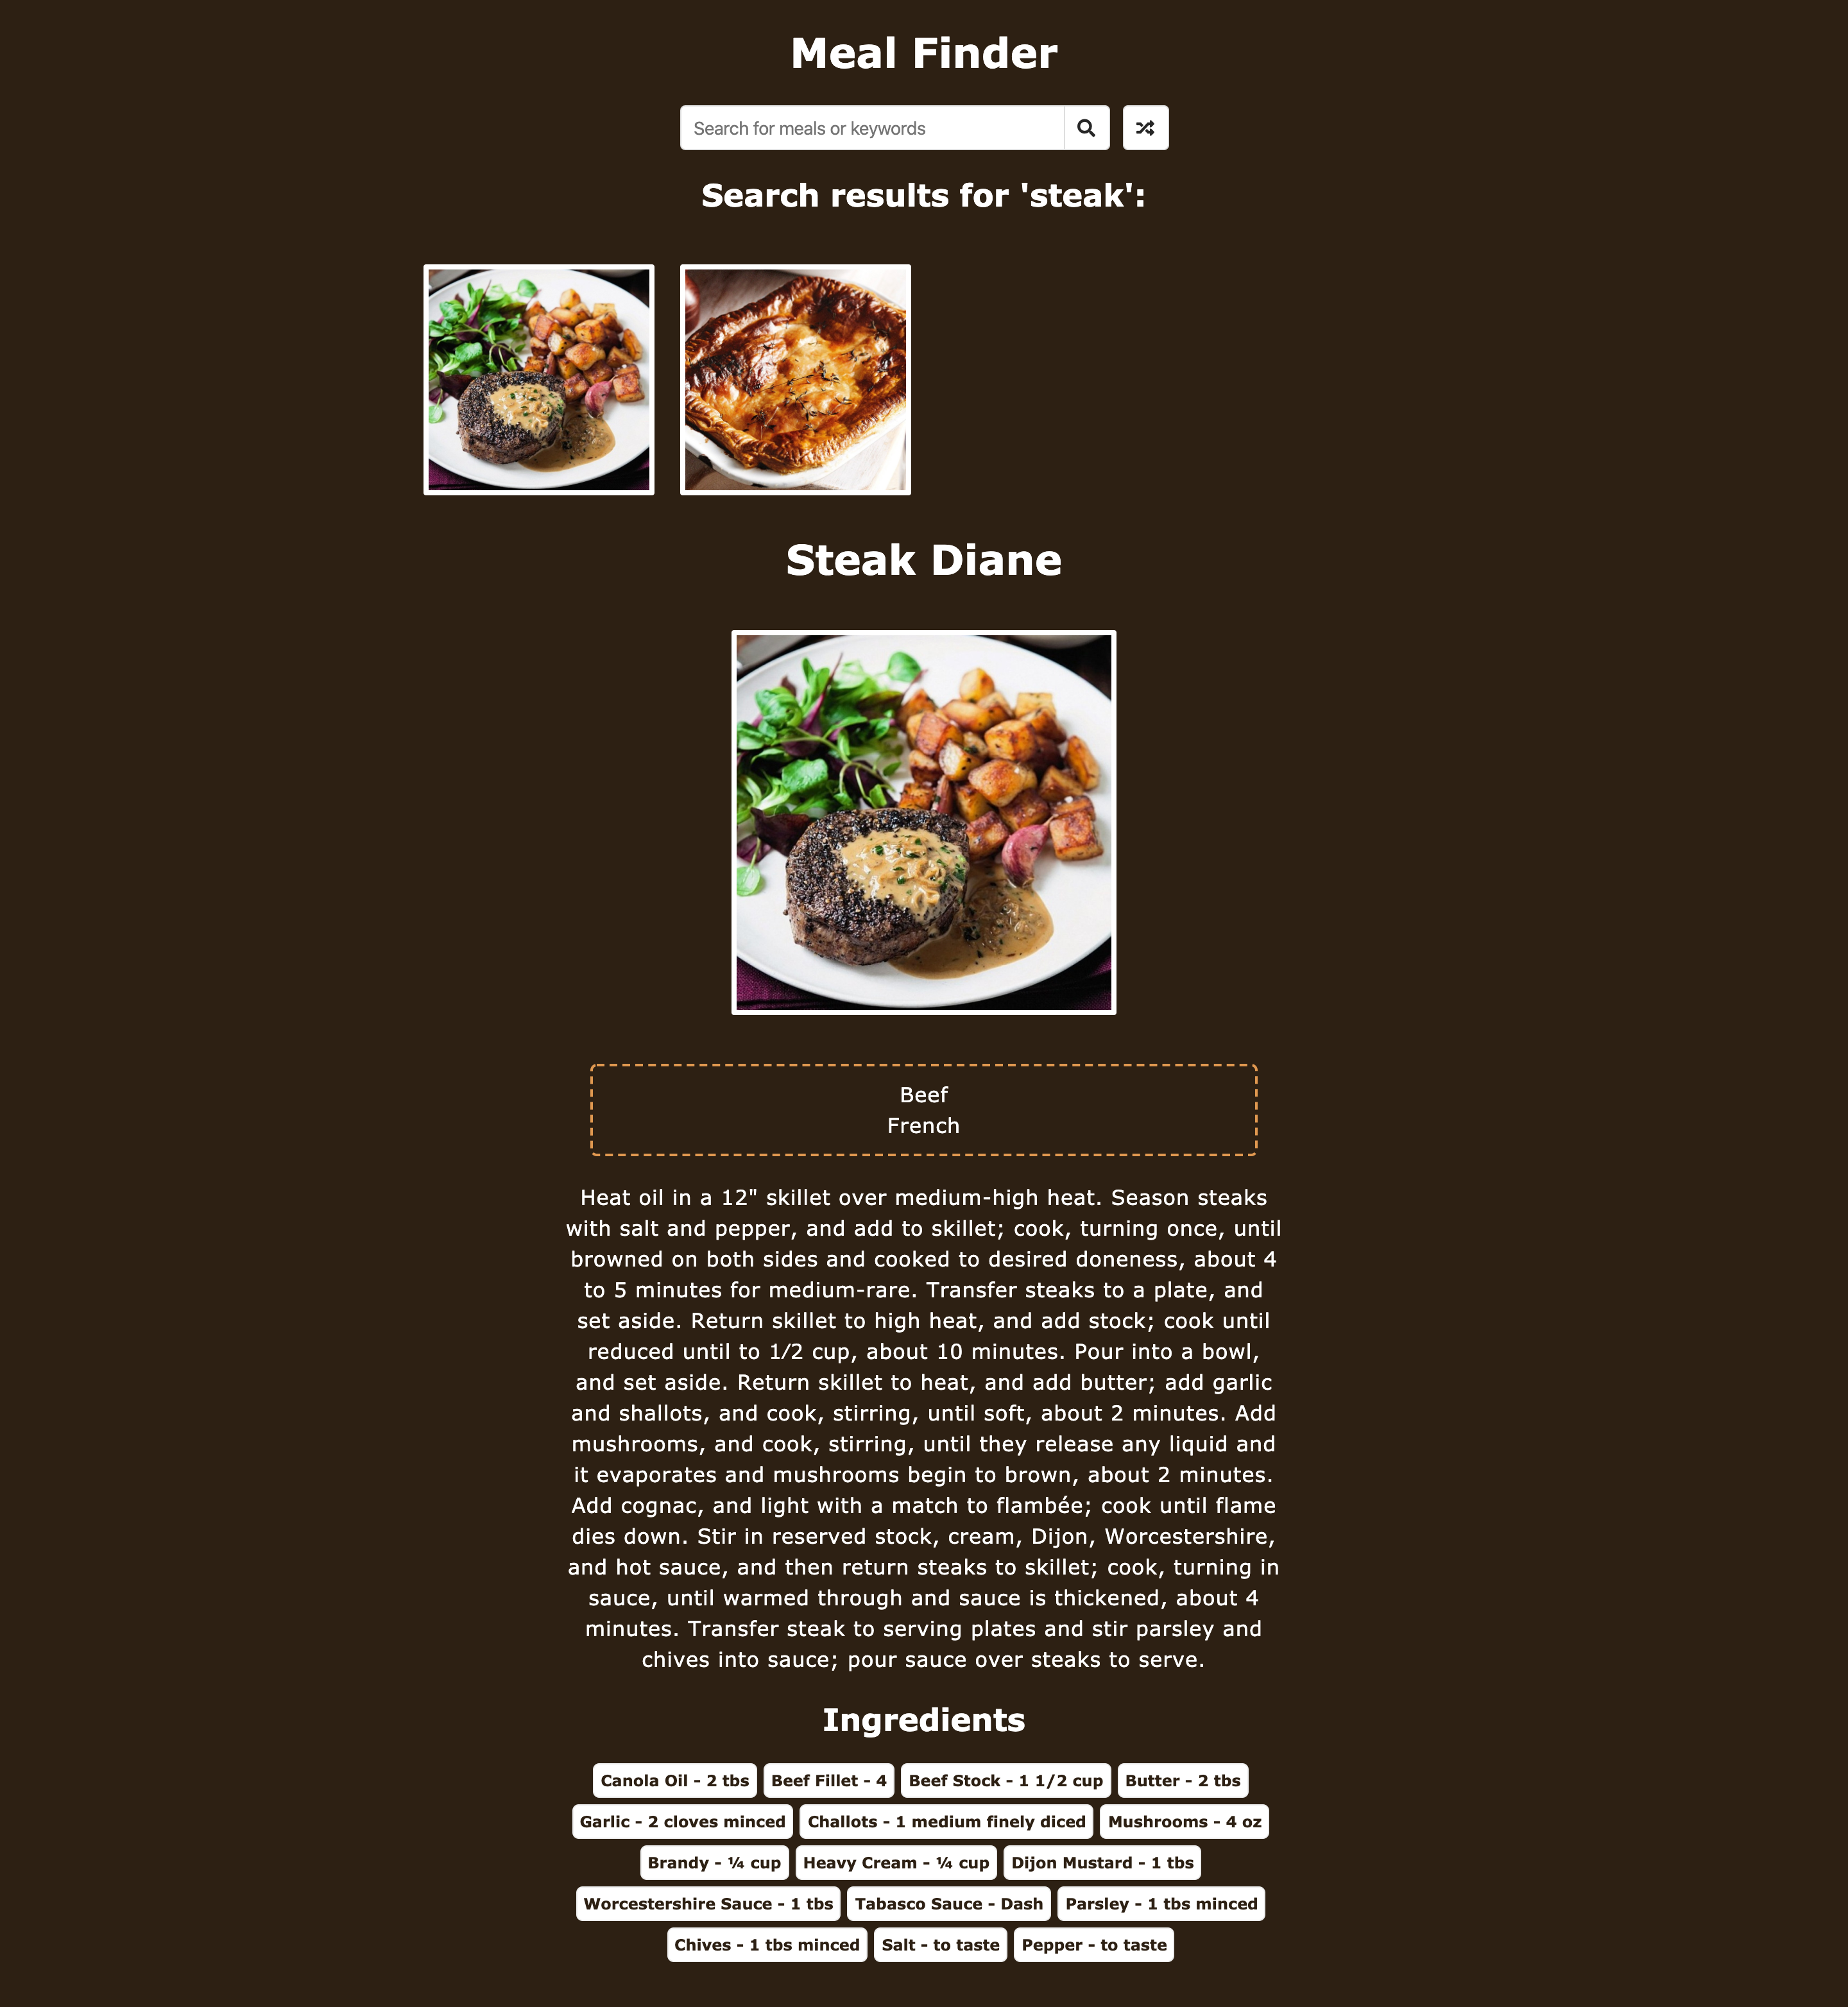 Meal Finder
Search for meals or keywords
Search results for 'steak':
Steak Diane
Beef
French
Heat oil in a 12" skillet over medium-high heat. Season steaks
with salt and pepper, and add to skillet; cook, turning once, until
browned on both sides and cooked to desired doneness, about 4
to 5 minutes for medium-rare. Transfer steaks to a plate, and
set aside. Return skillet to high heat, and add stock; cook until
reduced until to 1/2 cup, about 10 minutes. Pour into a bowl,
and set aside. Return skillet to heat, and add butter; add garlic
and shallots, and cook, stirring, until soft, about 2 minutes. Add
mushrooms, and cook, stirring, until they release any liquid and
it evaporates and mushrooms begin to brown, about 2 minutes.
Add cognac, and light with a match to flambée; cook until flame
dies down. Stir in reserved stock, cream, Dijon, Worcestershire,
and hot sauce, and then return steaks to skillet; cook, turning in
sauce, until warmed through and sauce is thickened, about 4
minutes. Transfer steak to serving plates and stir parsley and
chives into sauce; pour sauce over steaks to serve.
Ingredients
Canola Oil - 2 tbs Beef Fillet - 4 Beef Stock - 1 1/2 cup Butter - 2 tbs
Garlic - 2 cloves minced Challots - 1 medium finely diced Mushrooms - 4 oz
Brandy - ¼ cup Heavy Cream - ¼ cup Dijon Mustard - 1 tbs
Worcestershire Sauce - 1 tbs Tabasco Sauce - Dash Parsley - 1 tbs minced
Chives - 1 tbs minced Salt - to taste Pepper - to taste